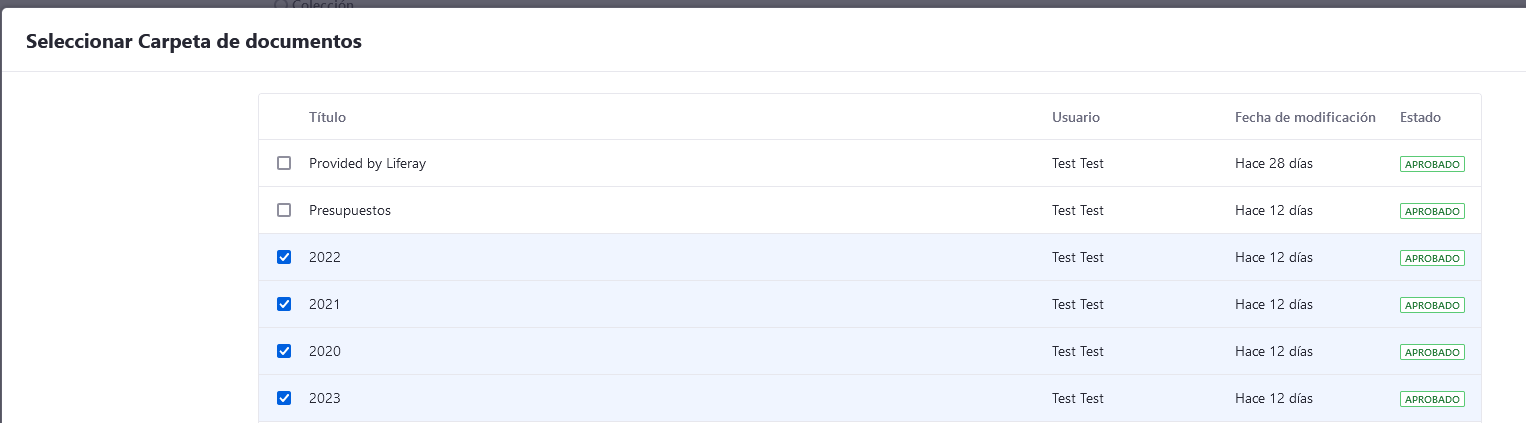 Colección
Seleccionar Carpeta de documentos
Título Usuario Fecha de modificación Estado
Provided by Liferay Test Test Hace 28 días APROBADO
Presupuestos Test Test Hace 12 días APROBADO
2022 Test Test Hace 12 días APROBADO
2021 Test Test Hace 12 días APROBADO
2020 Test Test Hace 12 días APROBADO
2023 Test Test Hace 12 días APROBADO